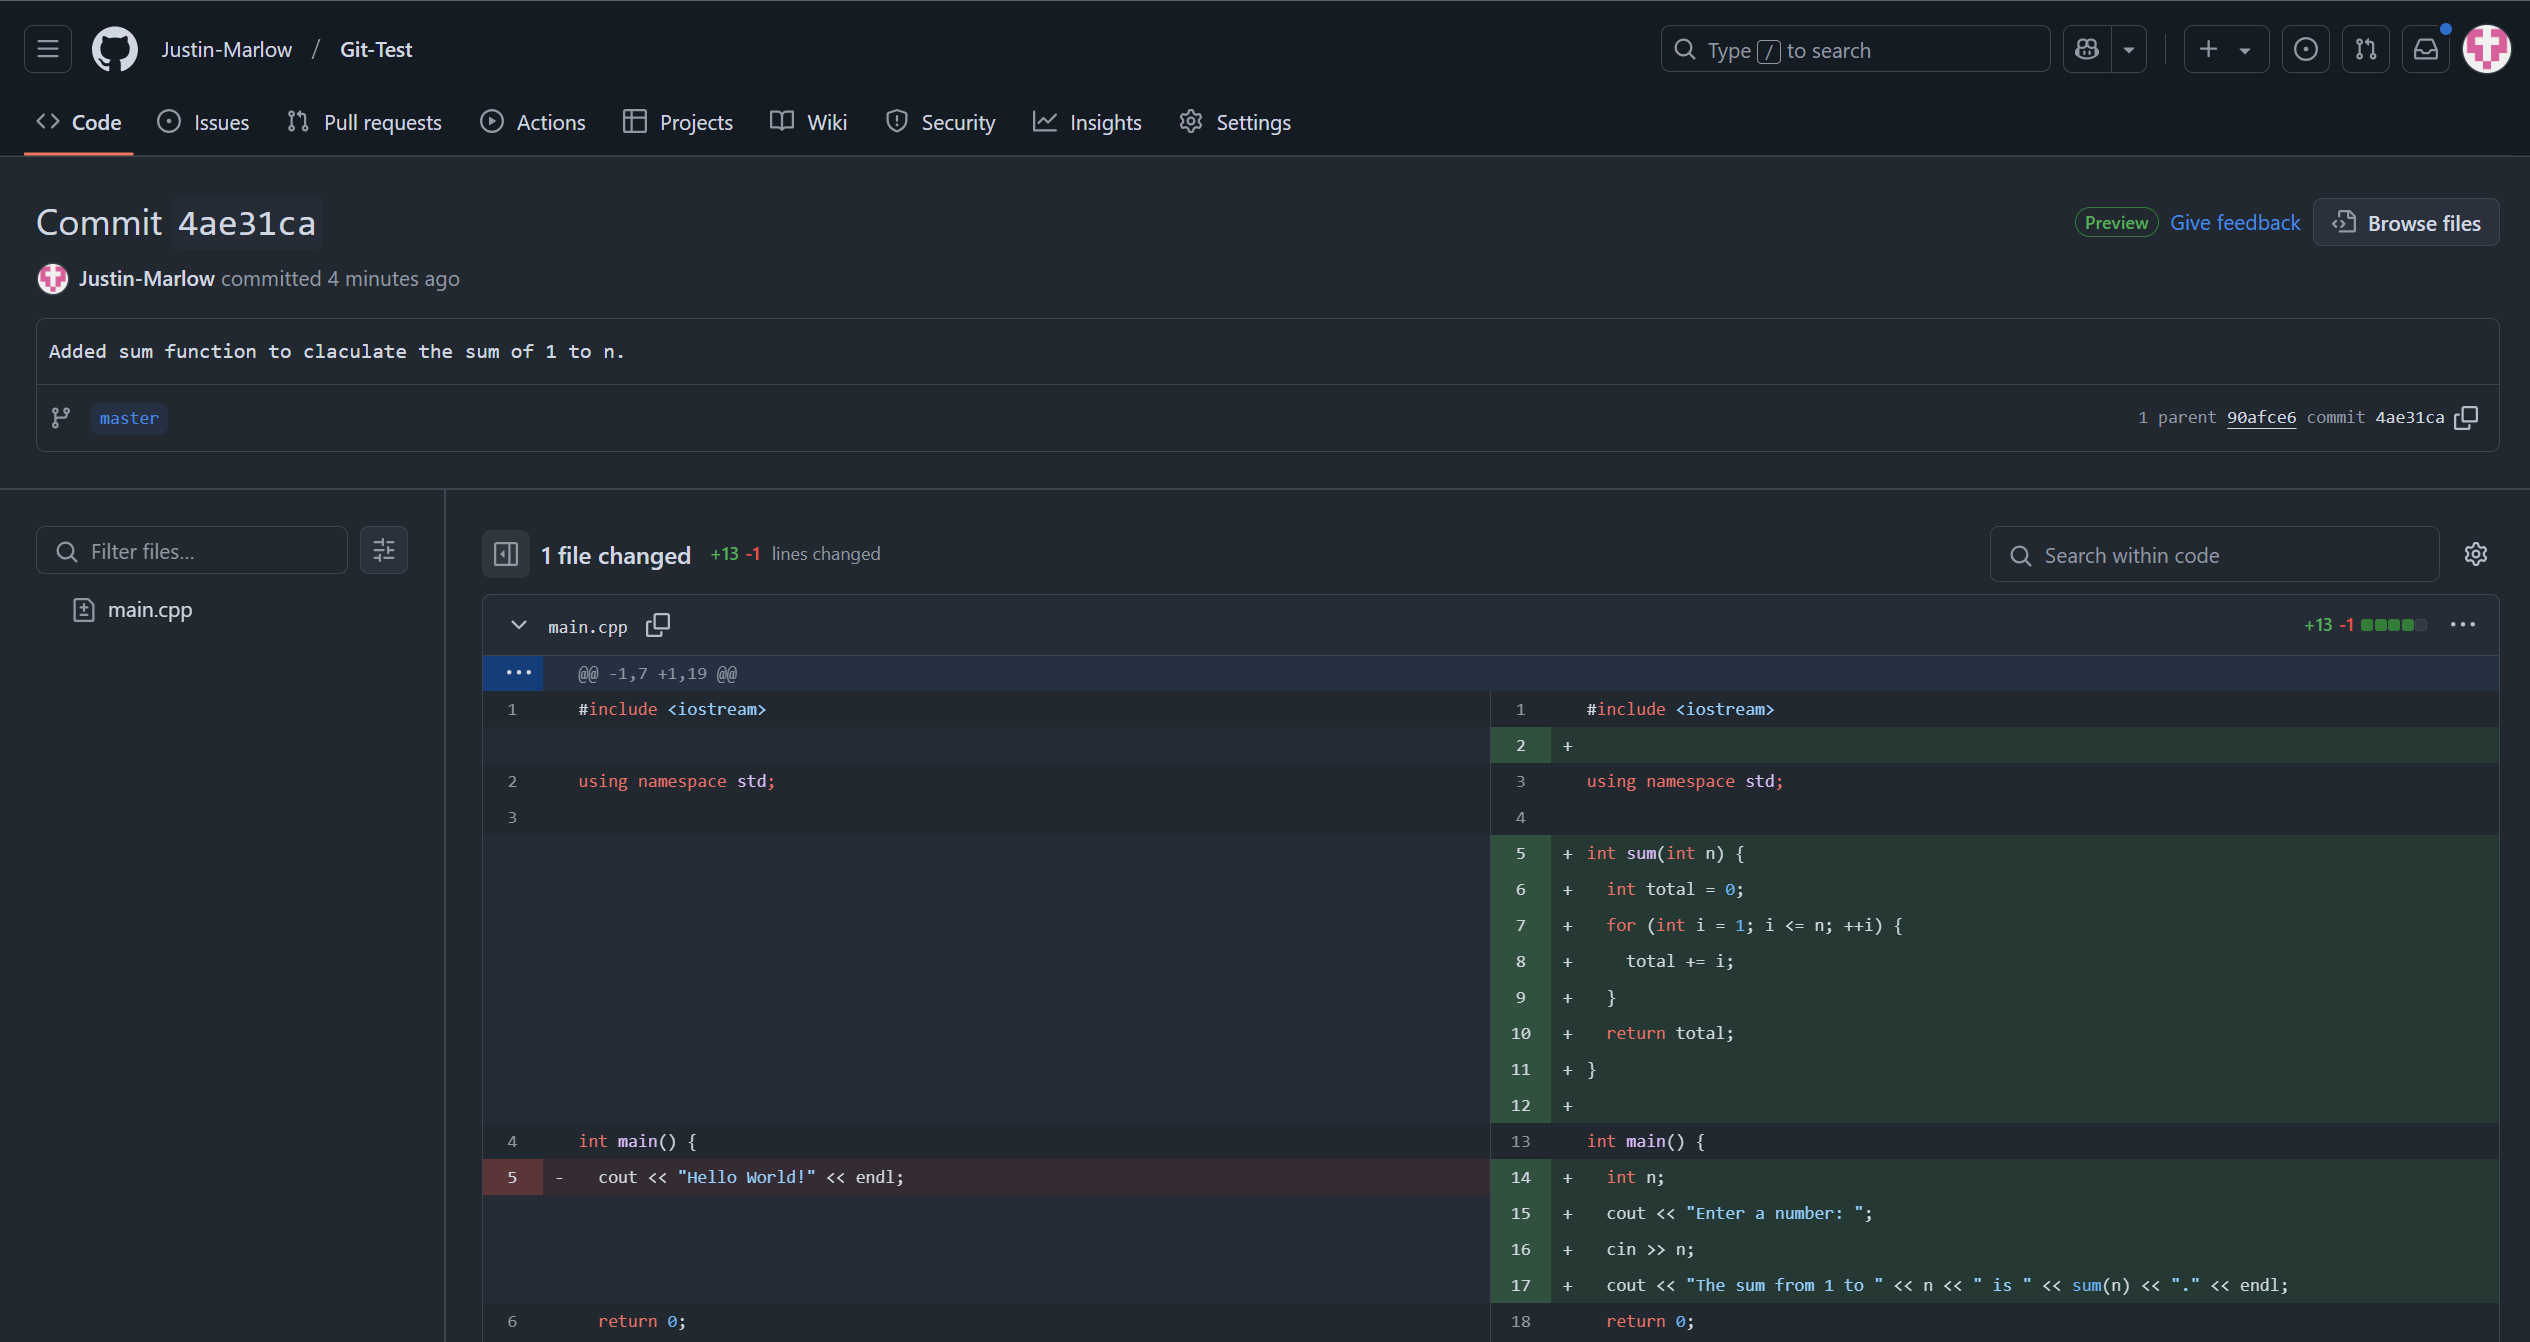 Justin-Marlow / Git-Test
Type / to search
Code Issues Pull requests Actions Projects Wiki Security Insights Settings
Commit 4ae31ca
Preview Give feedback Browse files
Justin-Marlow committed 4 minutes ago
Added sum function to claculate the sum of 1 to n.
master
1 parent 90afce6 commit 4ae31ca
Filter files...
main.cpp
1 file changed +13 -1 lines changed
Search within code
main.cpp
+13 -1
@@ -1,7 +1,19 @@
1 #include <iostream>
1 #include <iostream>
2 +
2 using namespace std;
3 using namespace std;
3
4
5 + int sum(int n) {
6 +   int total = 0;
7 +   for (int i = 1; i <= n; ++i) {
8 +     total += i;
9 +   }
10 +   return total;
11 + }
12 +
4 int main() {
13 int main() {
5 -   cout << "Hello World!" << endl;
14 +   int n;
15 +   cout << "Enter a number: ";
16 +   cin >> n;
17 +   cout << "The sum from 1 to " << n << " is " << sum(n) << "." << endl;
6   return 0;
18   return 0;